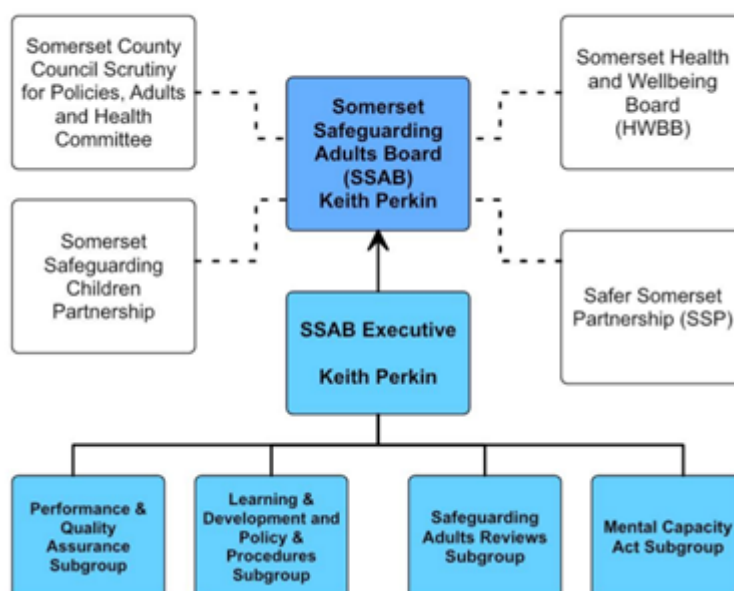 Somerset County
Council Scrutiny
for Policies, Adults
and Health
Committee
Somerset
Safeguarding
Adults Board
(SSAB)
Keith Perkin
Somerset Health
and Wellbeing
Board
(HWBB)
Somerset
Safeguarding
Children
Partnership
Safer Somerset
Partnership (SSP)
SSAB Executive
Keith Perkin
Performance &
Quality
Assurance
Subgroup
Learning &
Development and
Policy &
Procedures
Subgroup
Safeguarding
Adults Reviews
Subgroup
Mental Capacity
Act Subgroup